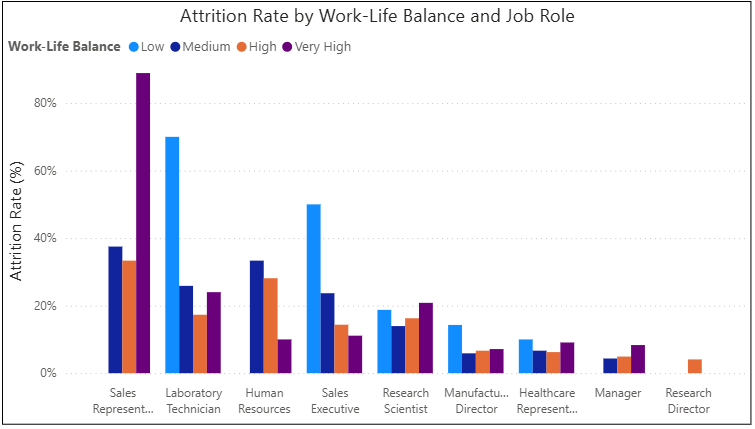 Attrition Rate by Work-Life Balance and Job Role
Work-Life Balance Low Medium High Very High
Attrition Rate (%)
80%
60%
40%
20%
0%
Sales
Represent...
Laboratory
Technician
Human
Resources
Sales
Executive
Research
Scientist
Manufactu...
Director
Healthcare
Represent...
Manager
Research
Director